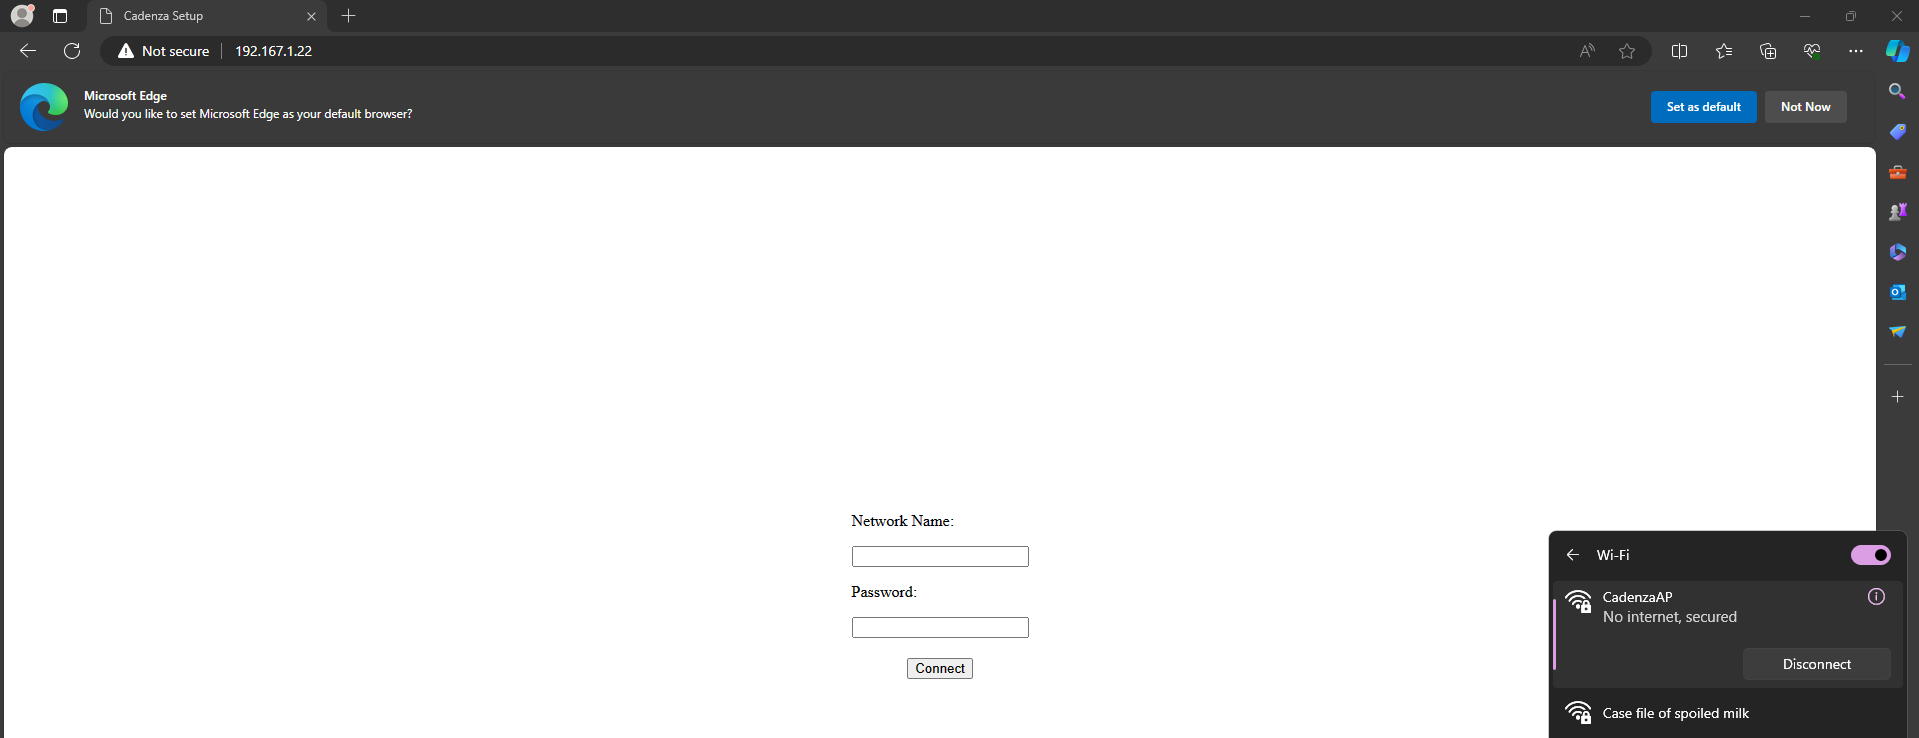 Cadenza Setup
Not secure
192.167.1.22
Microsoft Edge
Would you like to set Microsoft Edge as your default browser?
Set as default
Not Now
Network Name:
Password:
Connect
Wi-Fi
CadenzaAP
No internet, secured
Disconnect
Case file of spoiled milk